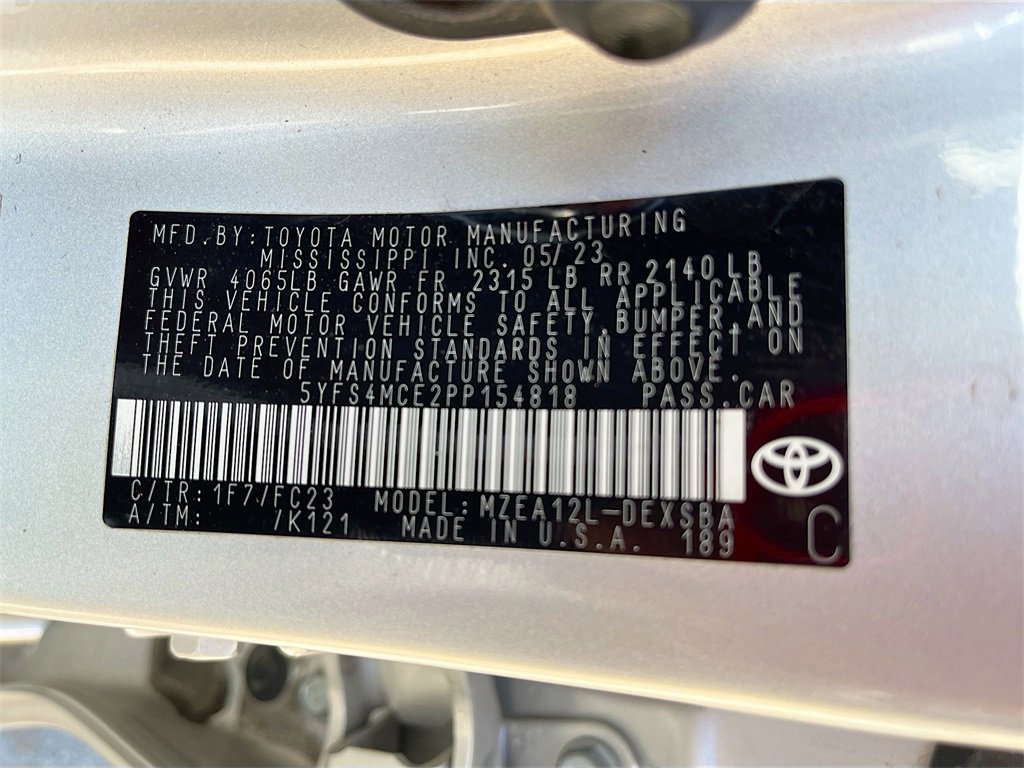 MFD.BY:TOYOTA MOTOR MANUFACTURING
MISSISSIPPI INC. 05/23
GVWR 4065LB GAWR FR 2315 LB RR 2140 LB
THIS VEHICLE CONFORMS TO ALL APPLICABLE
FEDERAL MOTOR VEHICLE SAFETY,BUMPER,AND
THEFT PREVENTION STANDARDS IN EFFECT ON
THE DATE OF MANUFACTURE SHOWN ABOVE.
5YFS4MCE2PP154818 PASS.CAR
C/TR:1F7/FC23 MODEL:MZEA12L-DEXSBA
A/TM: /K121 MADE IN U.S.A. 189
C